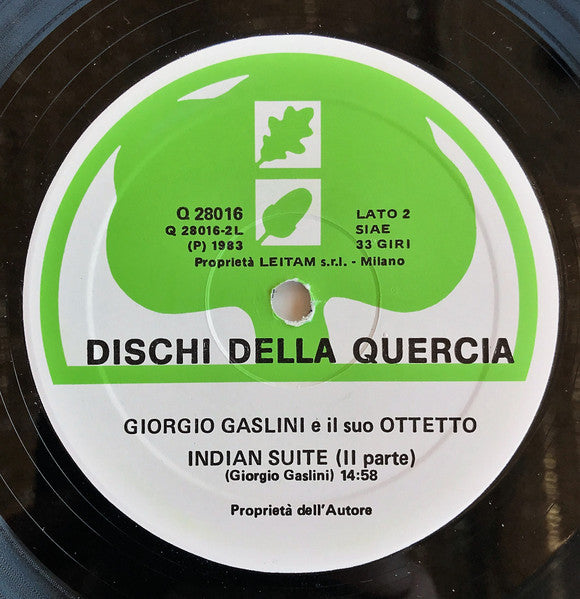 Q 28016
Q 28016-2L
(P) 1983
LATO 2
SIAE
33 GIRI
Proprietà LEITAM s.r.l. - Milano
DISCHI DELLA QUERCIA
GIORGIO GASLINI e il suo OTTETTO
INDIAN SUITE (II parte)
(Giorgio Gaslini) 14:58
Proprietà dell'Autore